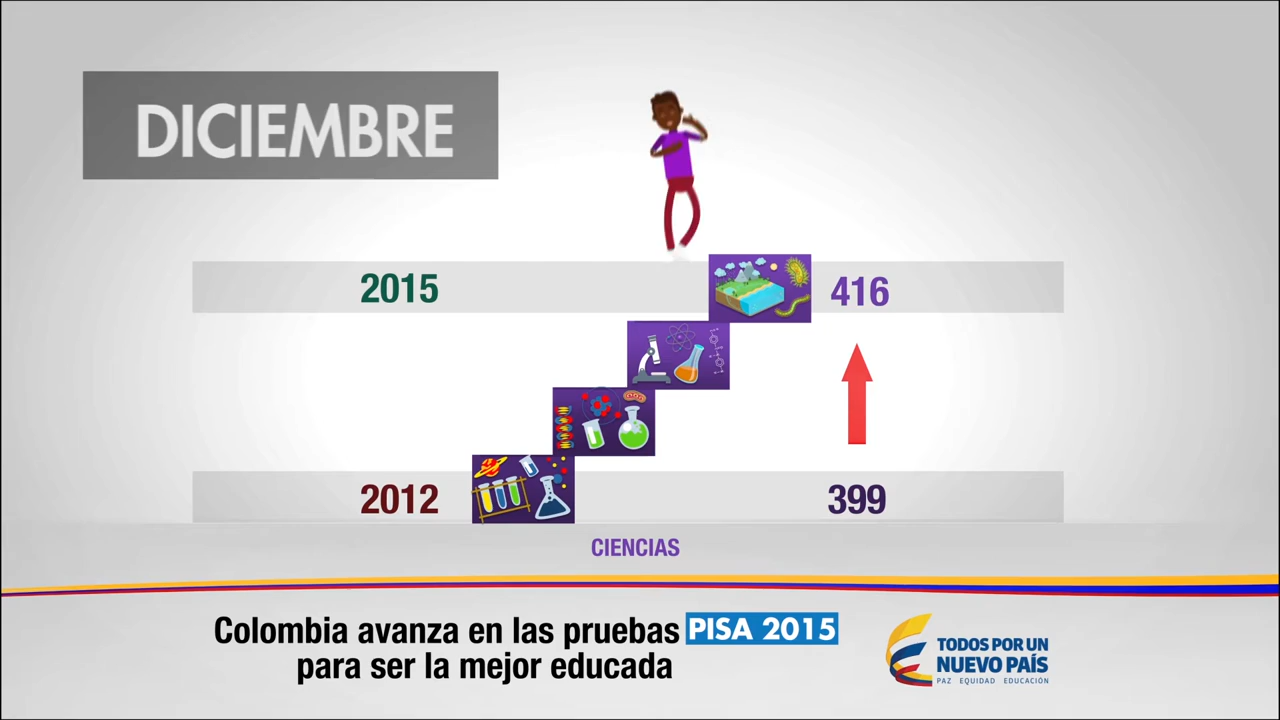 DICIEMBRE
2015
416
2012
399
CIENCIAS
Colombia avanza en las pruebas PISA 2015
para ser la mejor educada
TODOS POR UN
NUEVO PAÍS
PAZ EQUIDAD EDUCACIÓN